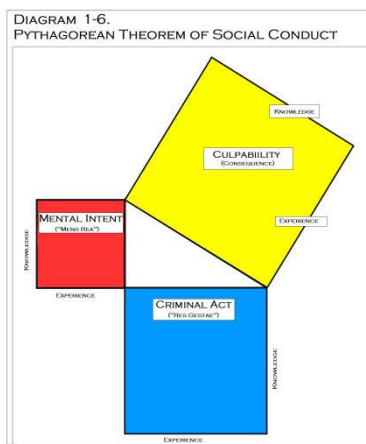 DIAGRAM 1-6.
PYTHAGOREAN THEOREM OF SOCIAL CONDUCT
KNOWLEDGE
CULPABIILITY
(CONSEQUENCE)
EXPERIENCE
MENTAL INTENT
("MENS REA")
KNOWLEDGE
EXPERIENCE
CRIMINAL ACT
("RES GESTAE")
KNOWLEDGE
EXPERIENCE